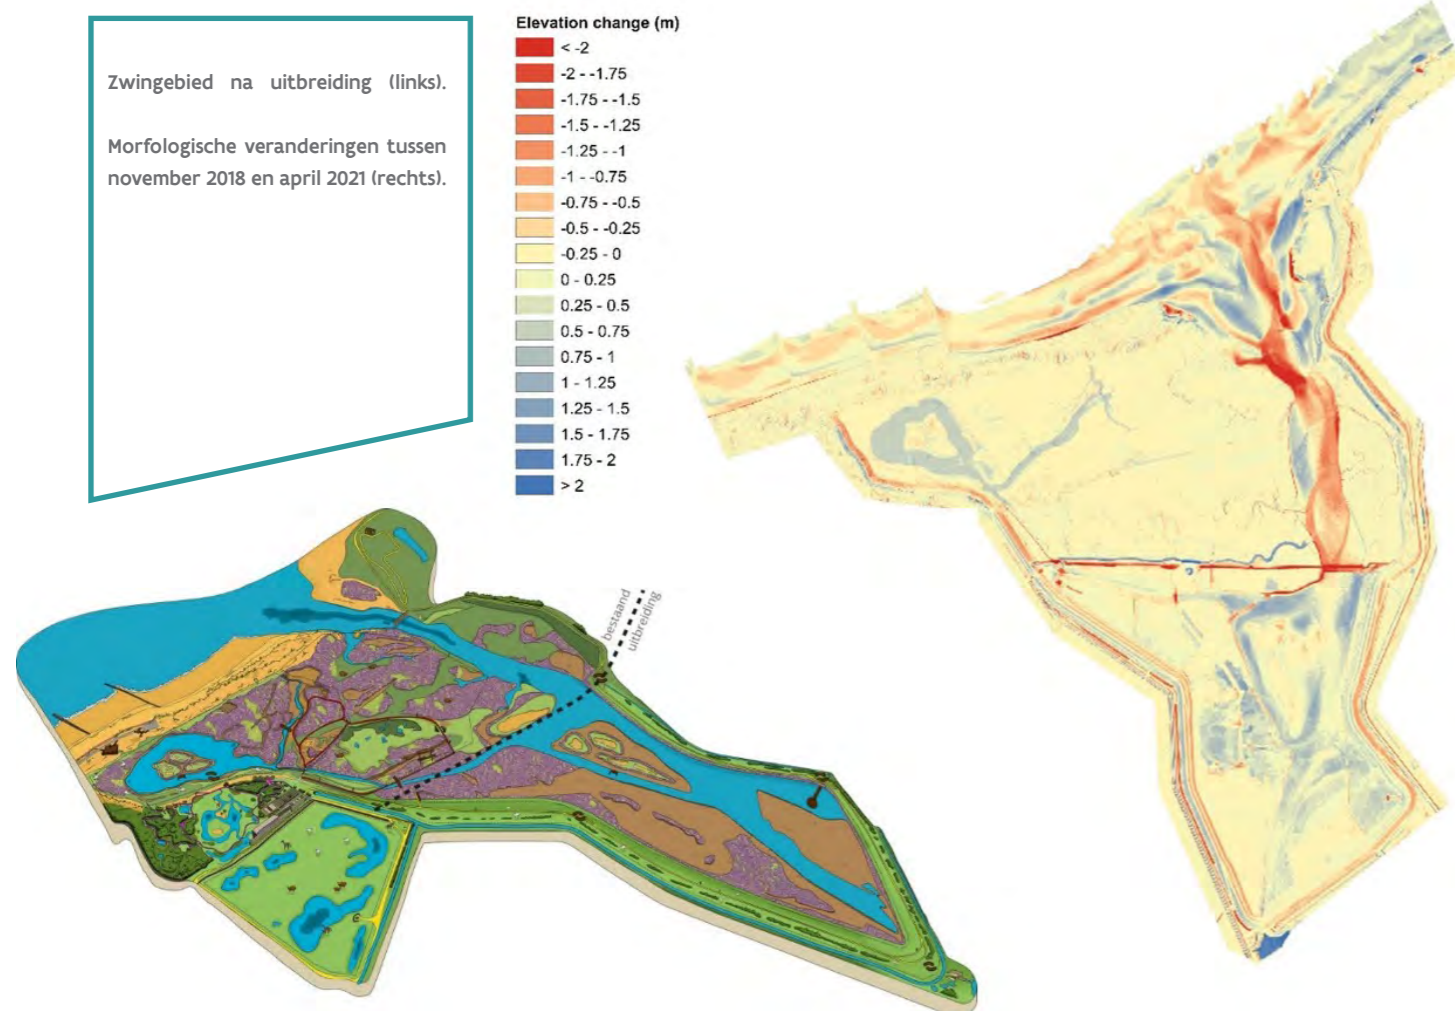 Zwingebied na uitbreiding (links).
Morfologische veranderingen tussen
november 2018 en april 2021 (rechts).
Elevation change (m)
< -2
-2 - -1.75
-1.75 - -1.5
-1.5 - -1.25
-1.25 - -1
-1 - -0.75
-0.75 - -0.5
-0.5 - -0.25
-0.25 - 0
0 - 0.25
0.25 - 0.5
0.5 - 0.75
0.75 - 1
1 - 1.25
1.25 - 1.5
1.5 - 1.75
1.75 - 2
> 2
bestaand
uitbreiding